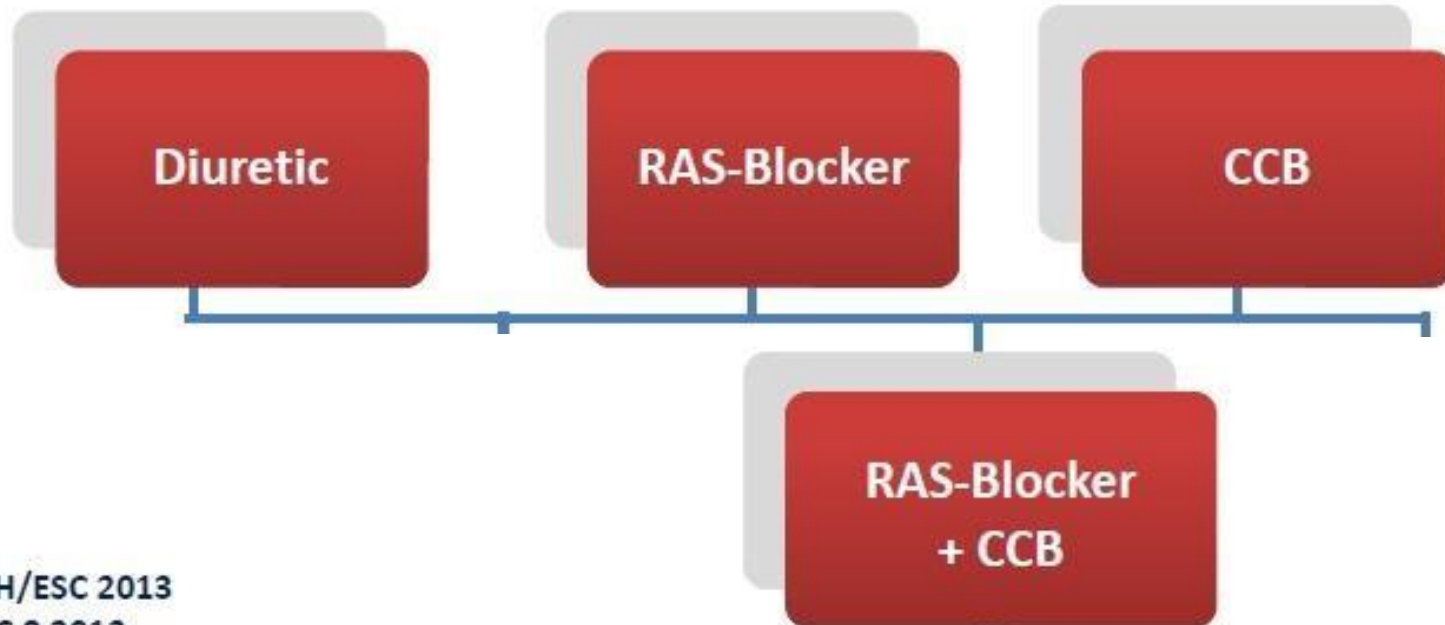 Diuretic
RAS-Blocker
CCB
RAS-Blocker
+ CCB
H/ESC 2013